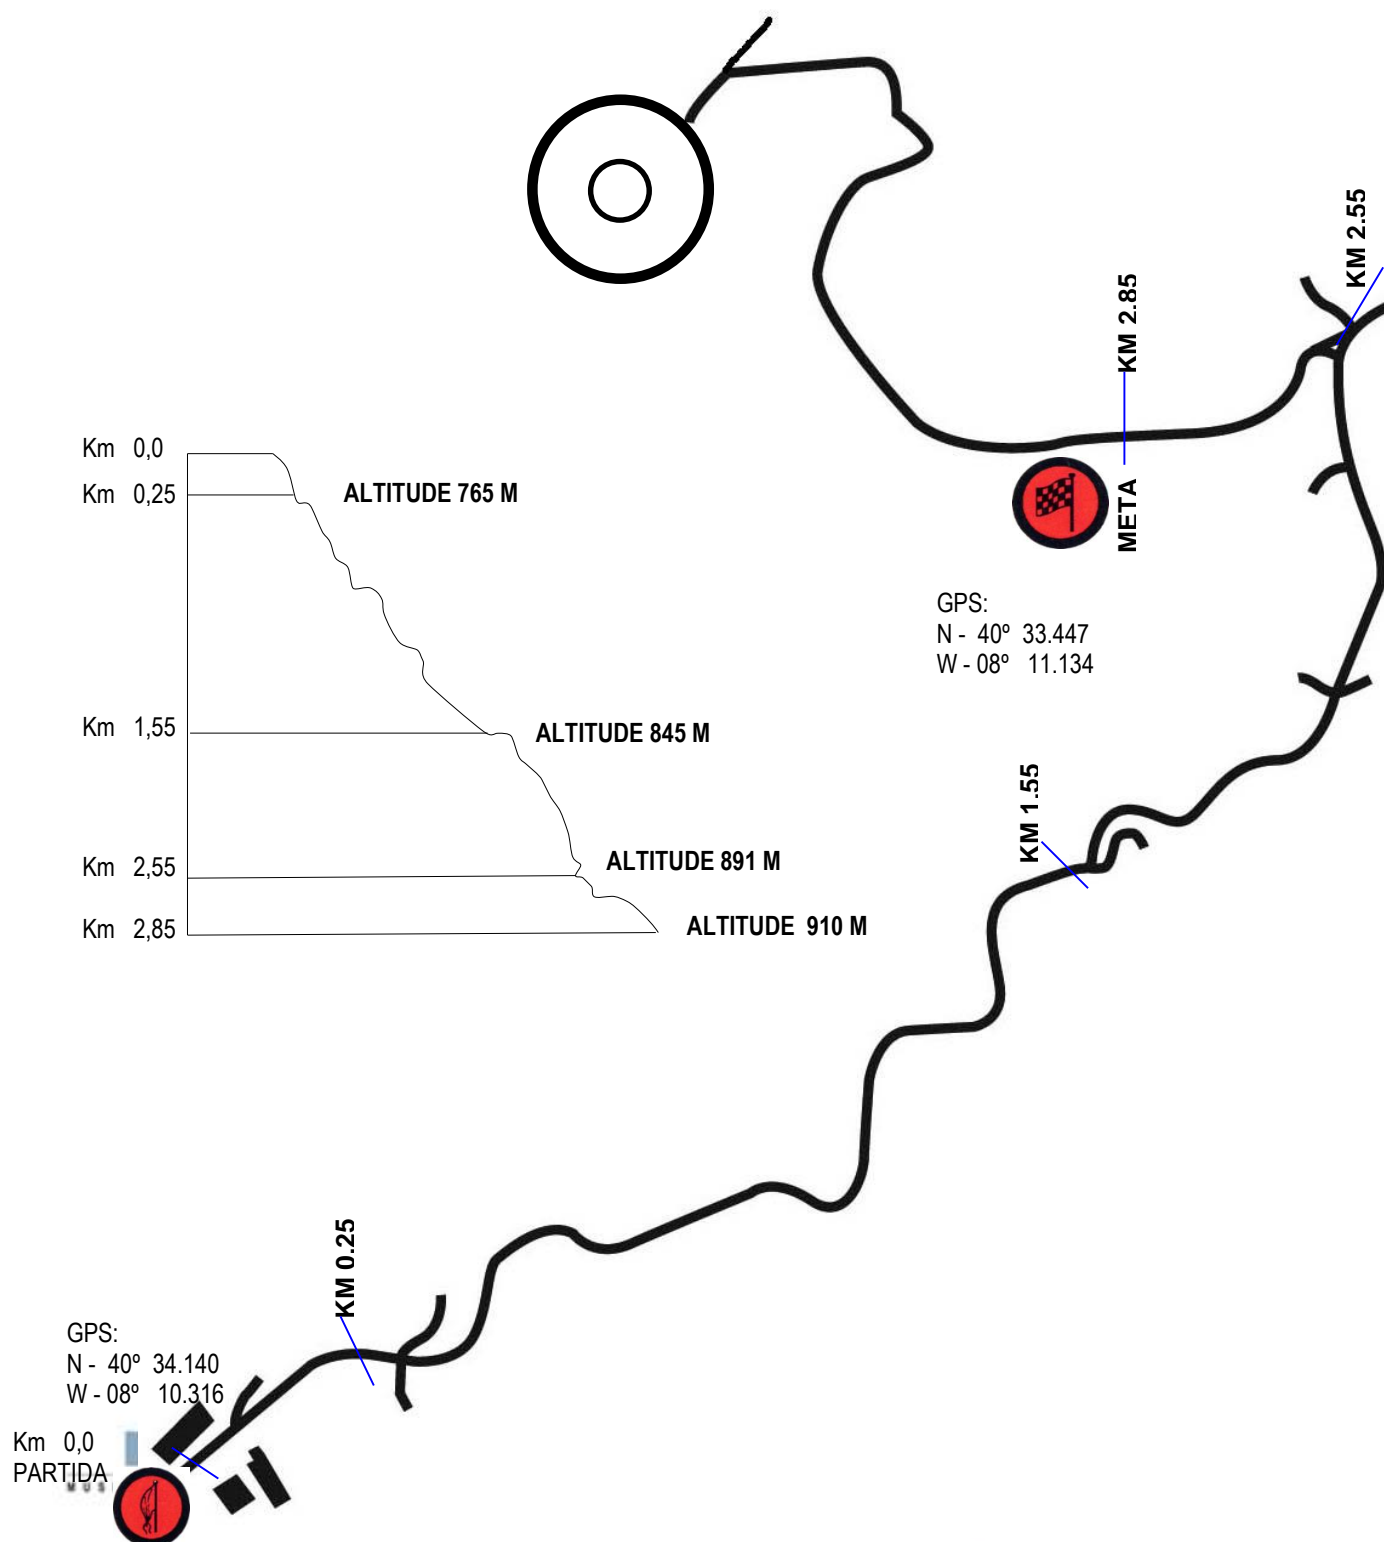 KM 2.55
KM 2.85
META
Km 0,0
Km 0,25
ALTITUDE 765 M
GPS:
N - 40º 33.447
W - 08º 11.134
Km 1,55
ALTITUDE 845 M
KM 1.55
Km 2,55
ALTITUDE 891 M
Km 2,85
ALTITUDE 910 M
KM 0.25
GPS:
N - 40º 34.140
W - 08º 10.316
Km 0,0
PARTIDA
MUS